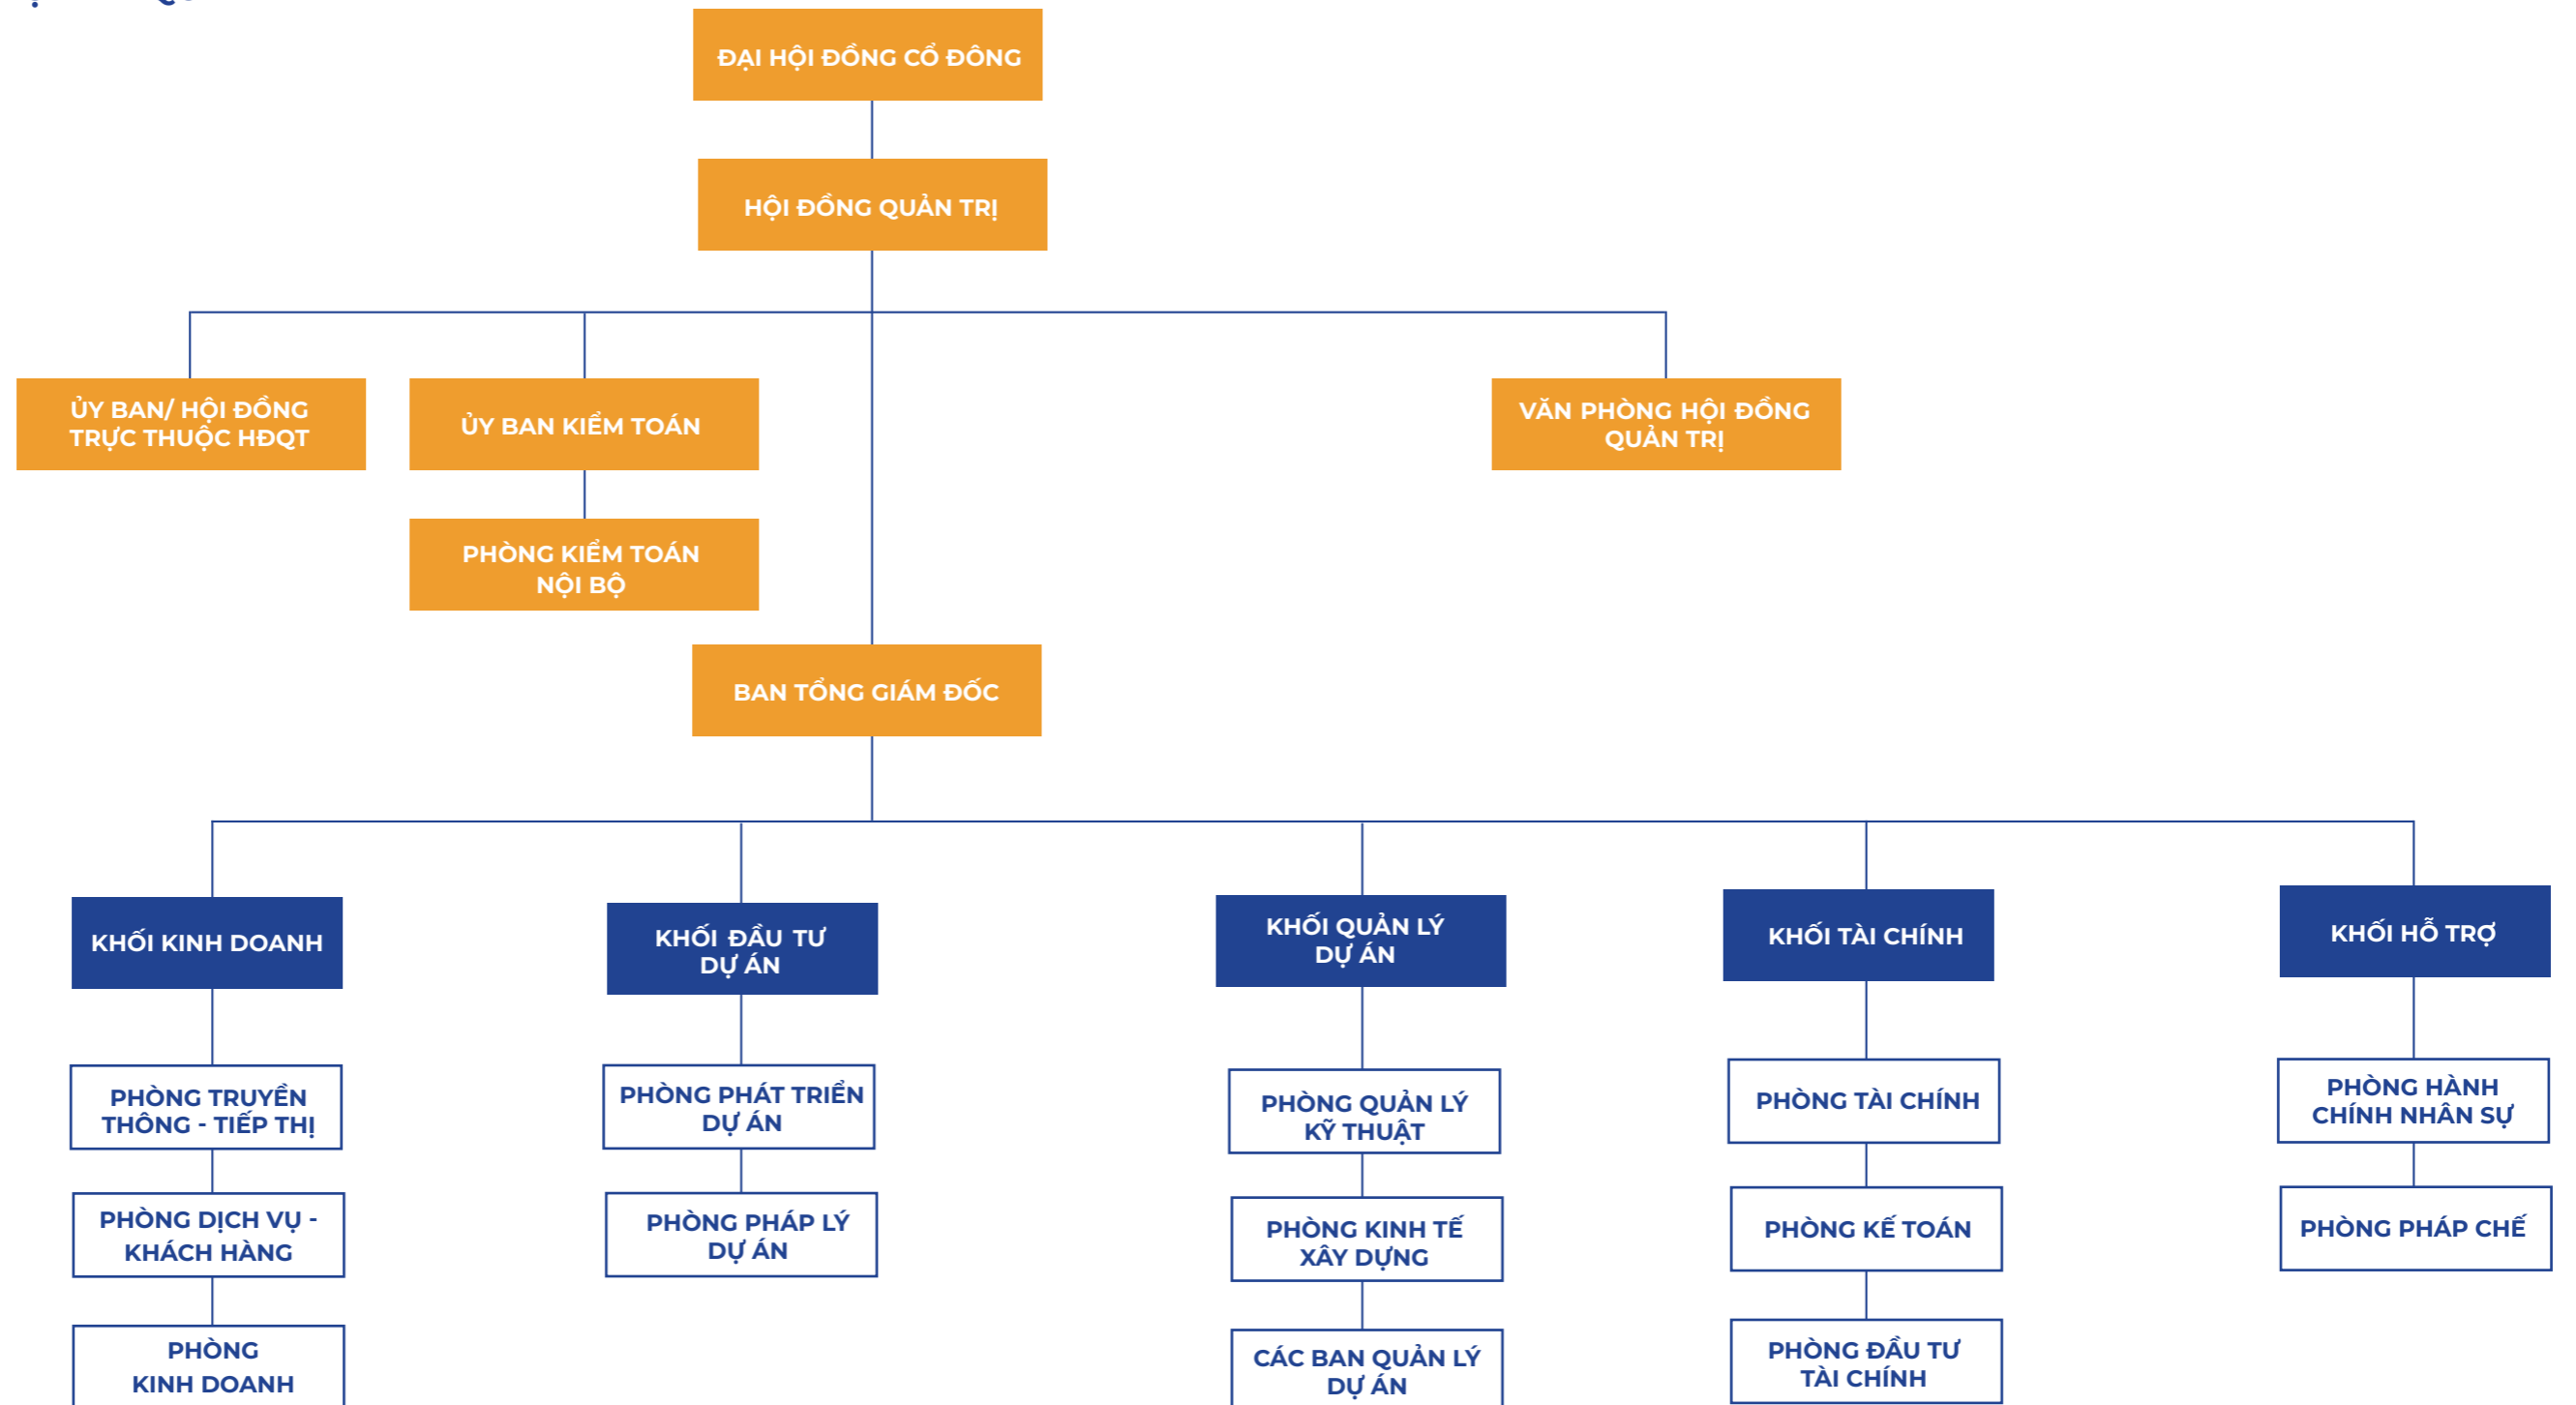 ĐẠI HỘI ĐỒNG CỔ ĐÔNG
HỘI ĐỒNG QUẢN TRỊ
ỦY BAN/ HỘI ĐỒNG
TRỰC THUỘC HĐQT
ỦY BAN KIỂM TOÁN
VĂN PHÒNG HỘI ĐỒNG
QUẢN TRỊ
PHÒNG KIỂM TOÁN
NỘI BỘ
BAN TỔNG GIÁM ĐỐC
KHỐI KINH DOANH
KHỐI ĐẦU TƯ
DỰ ÁN
KHỐI QUẢN LÝ
DỰ ÁN
KHỐI TÀI CHÍNH
KHỐI HỖ TRỢ
PHÒNG TRUYỀN
THÔNG - TIẾP THỊ
PHÒNG PHÁT TRIỂN
DỰ ÁN
PHÒNG QUẢN LÝ
KỸ THUẬT
PHÒNG TÀI CHÍNH
PHÒNG HÀNH
CHÍNH NHÂN SỰ
PHÒNG DỊCH VỤ -
KHÁCH HÀNG
PHÒNG PHÁP LÝ
DỰ ÁN
PHÒNG KINH TẾ
XÂY DỰNG
PHÒNG KẾ TOÁN
PHÒNG PHÁP CHẾ
PHÒNG
KINH DOANH
CÁC BAN QUẢN LÝ
DỰ ÁN
PHÒNG ĐẦU TƯ
TÀI CHÍNH